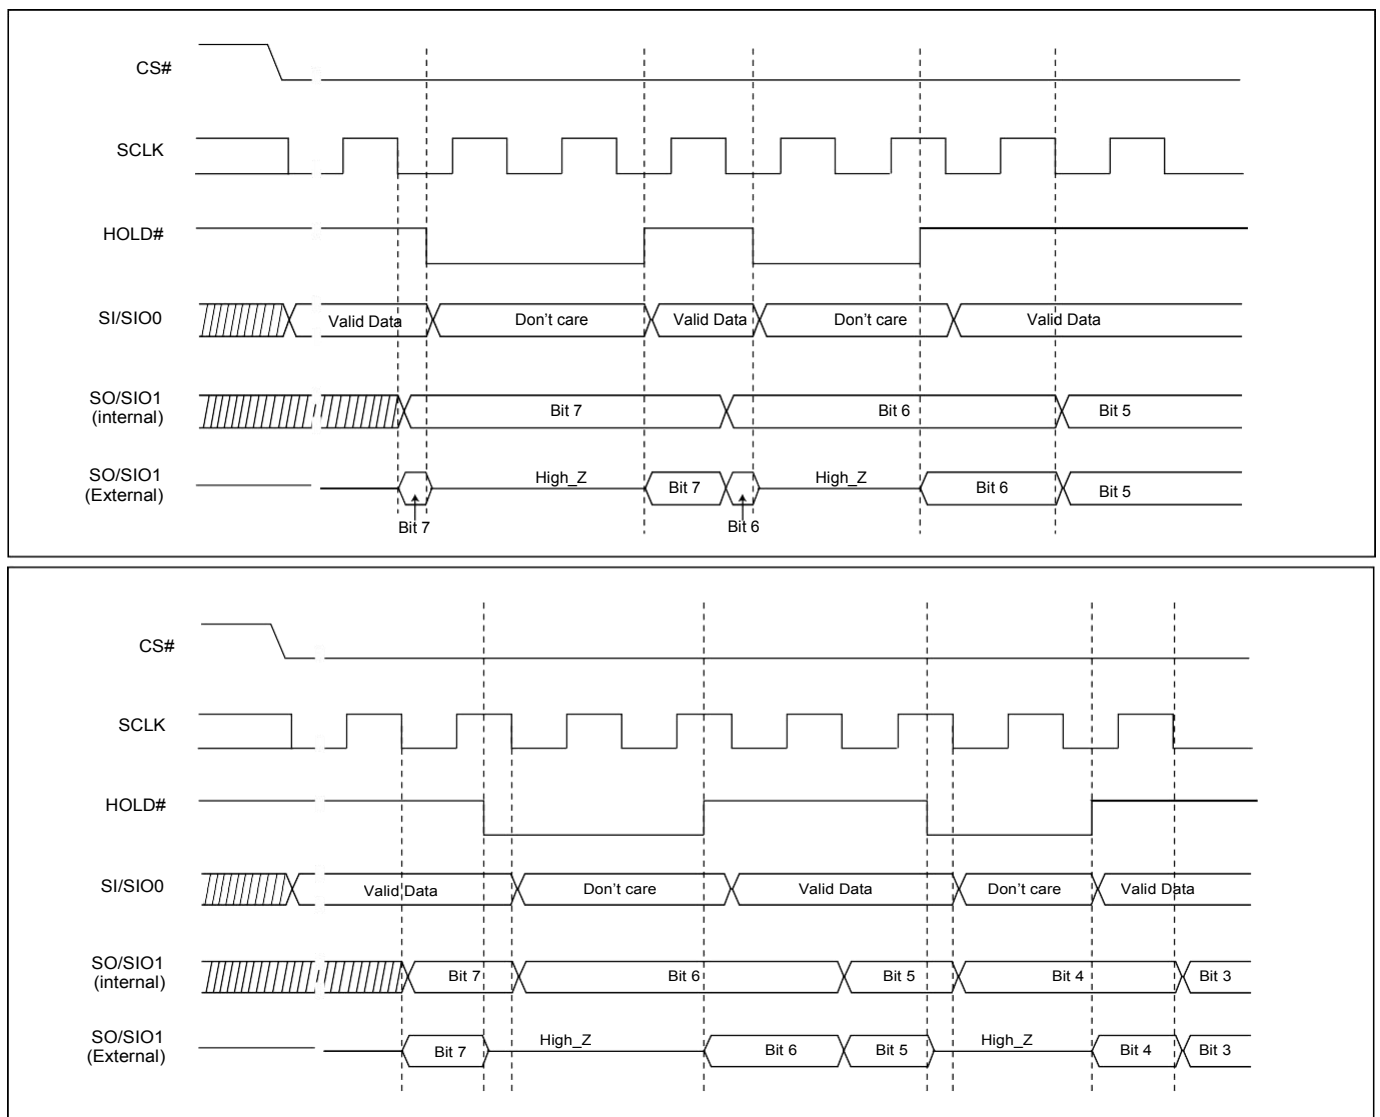 CS#
SCLK
HOLD#
SI/SIO0
Valid Data
Don't care
Valid Data
Don't care
Valid Data
SO/SIO1
(internal)
Bit 7
Bit 6
Bit 5
SO/SIO1
(External)
High_Z
Bit 7
High_Z
Bit 6
Bit 5
Bit 7
Bit 6
CS#
SCLK
HOLD#
SI/SIO0
Valid Data
Don't care
Valid Data
Don't care
Valid Data
SO/SIO1
(internal)
Bit 7
Bit 6
Bit 5
Bit 4
Bit 3
SO/SIO1
(External)
Bit 7
High_Z
Bit 6
Bit 5
High_Z
Bit 4
Bit 3